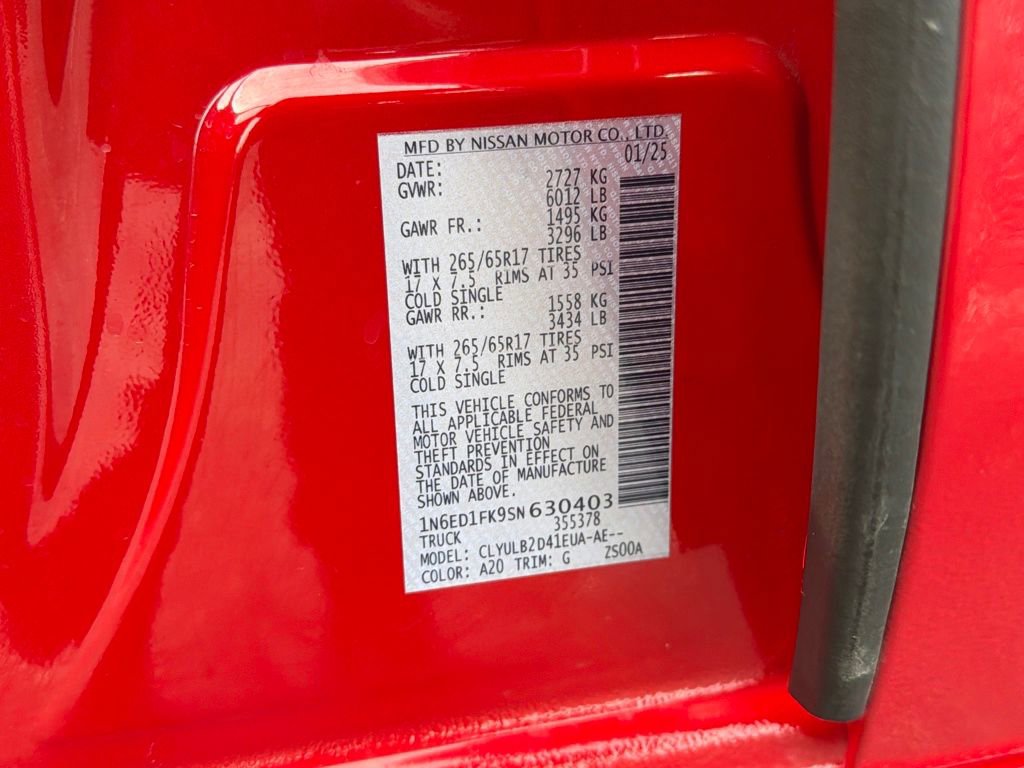 MFD BY NISSAN MOTOR CO., LTD.
DATE: 01/25
GVWR: 2727 KG
6012 LB
GAWR FR.: 1495 KG
3296 LB
WITH 265/65R17 TIRES
17 X 7.5 RIMS AT 35 PSI
COLD SINGLE
GAWR RR.: 1558 KG
3434 LB
WITH 265/65R17 TIRES
17 X 7.5 RIMS AT 35 PSI
COLD SINGLE
THIS VEHICLE CONFORMS TO
ALL APPLICABLE FEDERAL
MOTOR VEHICLE SAFETY AND
THEFT PREVENTION
STANDARDS IN EFFECT ON
THE DATE OF MANUFACTURE
SHOWN ABOVE.
1N6ED1FK9SN630403
TRUCK 355378
MODEL: CLYULB2D41EUA-AE--
COLOR: A20 TRIM: G ZS00A